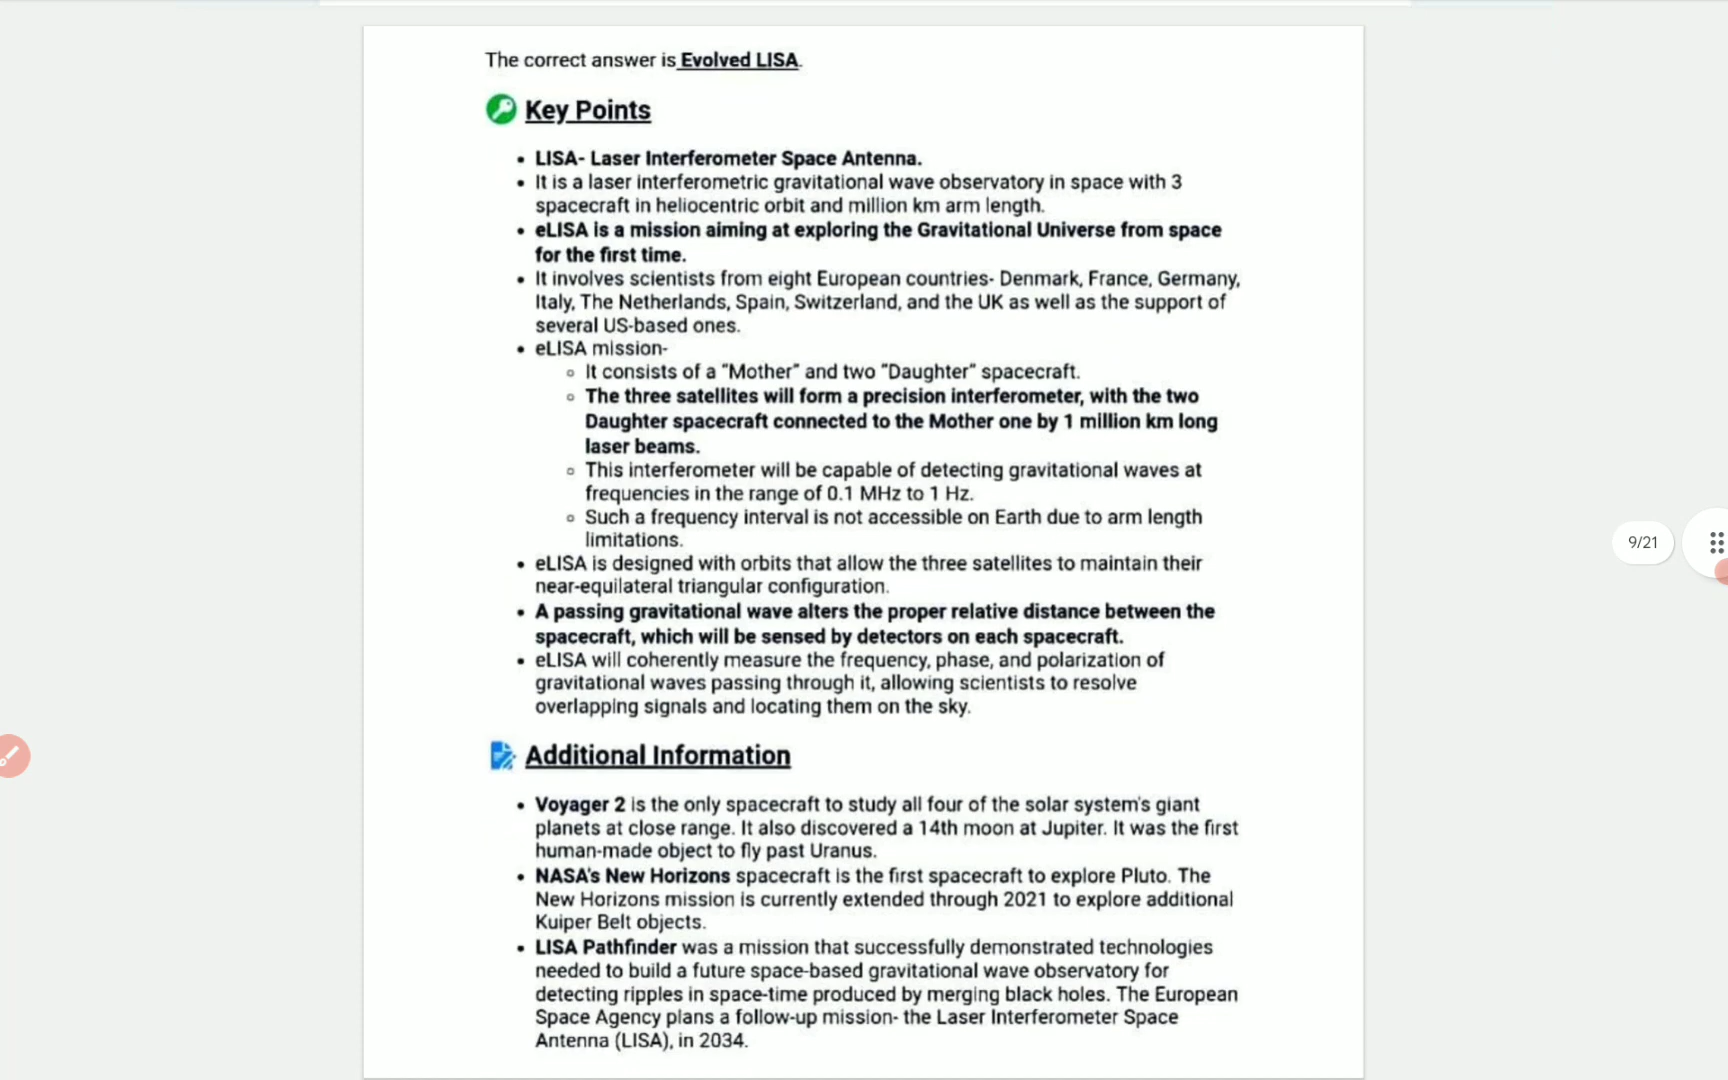 The correct answer is Evolved LISA.
Key Points
• LISA- Laser Interferometer Space Antenna.
• It is a laser interferometric gravitational wave observatory in space with 3
spacecraft in heliocentric orbit and million km arm length.
• eLISA is a mission aiming at exploring the Gravitational Universe from space
for the first time.
• It involves scientists from eight European countries- Denmark, France, Germany,
Italy, The Netherlands, Spain, Switzerland, and the UK as well as the support of
several US-based ones.
• eLISA mission-
○ It consists of a "Mother" and two "Daughter" spacecraft.
○ The three satellites will form a precision interferometer, with the two
Daughter spacecraft connected to the Mother one by 1 million km long
laser beams.
○ This interferometer will be capable of detecting gravitational waves at
frequencies in the range of 0.1 MHz to 1 Hz.
○ Such a frequency interval is not accessible on Earth due to arm length
limitations.
• eLISA is designed with orbits that allow the three satellites to maintain their
near-equilateral triangular configuration.
• A passing gravitational wave alters the proper relative distance between the
spacecraft, which will be sensed by detectors on each spacecraft.
• eLISA will coherently measure the frequency, phase, and polarization of
gravitational waves passing through it, allowing scientists to resolve
overlapping signals and locating them on the sky.
Additional Information
• Voyager 2 is the only spacecraft to study all four of the solar system's giant
planets at close range. It also discovered a 14th moon at Jupiter. It was the first
human-made object to fly past Uranus.
• NASA's New Horizons spacecraft is the first spacecraft to explore Pluto. The
New Horizons mission is currently extended through 2021 to explore additional
Kuiper Belt objects.
• LISA Pathfinder was a mission that successfully demonstrated technologies
needed to build a future space-based gravitational wave observatory for
detecting ripples in space-time produced by merging black holes. The European
Space Agency plans a follow-up mission- the Laser Interferometer Space
Antenna (LISA), in 2034.
9/21